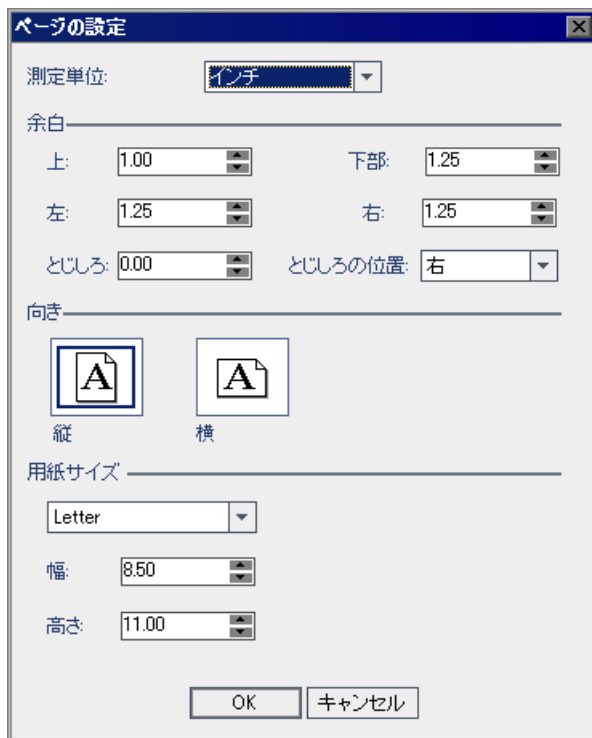 ページの設定
測定単位: インチ
余白
上: 1.00 下部: 1.25
左: 1.25 右: 1.25
とじしろ: 0.00 とじしろの位置: 右
向き
A A
縦 横
用紙サイズ
Letter
幅: 8.50
高さ: 11.00
OK キャンセル